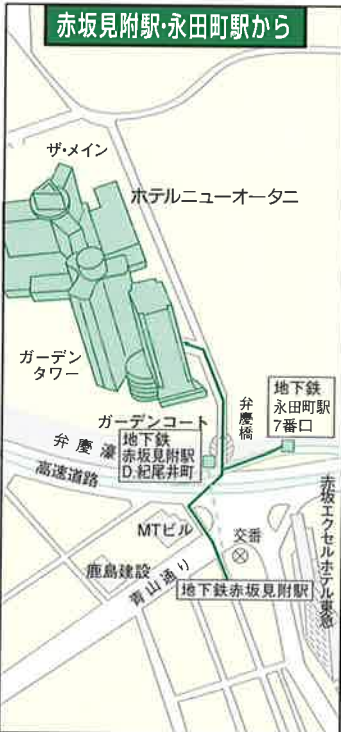 赤坂見附駅・永田町駅から
ザ・メイン
ホテルニューオータニ
ガーデン
タワー
ガーデンコート
弁慶橋
地下鉄
永田町駅
7番口
弁慶濠
地下鉄
赤坂見附駅
D.紀尾井町
高速道路
赤坂エクセルホテル東急
MTビル
交番
鹿島建設
青山通り
地下鉄赤坂見附駅